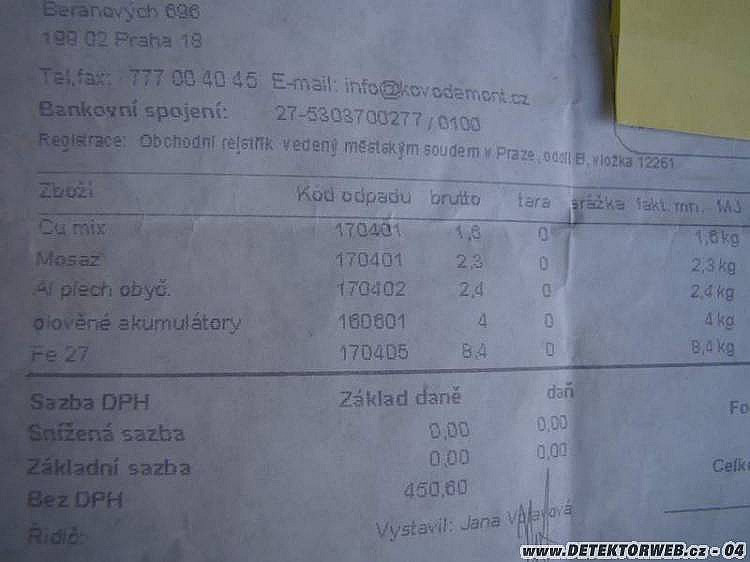 Beranových 696
199 02 Praha 18
Tel,fax: 777 00 40 45 E-mail: info@kovodemont.cz
Bankovní spojení: 27-5303700277 / 0100
Registrace: Obchodní rejstřík vedený městským soudem v Praze, oddíl B, vložka 12261
Zboží Kód odpadu brutto tara srážka fakt. mn. MJ
Cu mix 170401 1,6 0 1,6 kg
Mosaz 170401 2,3 0 2,3 kg
Al plech obyč. 170402 2,4 0 2,4 kg
olověné akumulátory 160601 4 0 4 kg
Fe 27 170405 8,4 0 8,4 kg
Sazba DPH Základ daně daň
Snížená sazba 0,00 0,00
Základní sazba 0,00 0,00
Bez DPH 450,60
Řidič: Vystavil: Jana
Fo
Celk
www.DETEKTORWEB.cz - 04